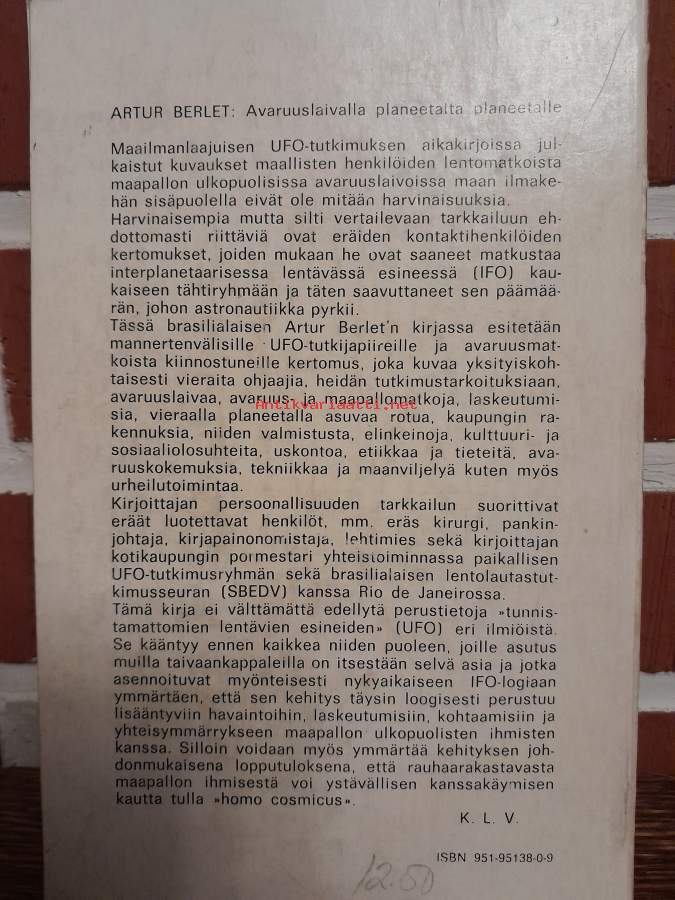 ARTUR BERLET: Avaruuslaivalla planeetalta planeetalle
Maailmanlaajuisen UFO-tutkimuksen aikakirjoissa jul-
kaistut kuvaukset maallisten henkilöiden lentomatkoista
maapallon ulkopuolisissa avaruuslaivoissa maan ilmake-
hän sisäpuolella eivät ole mitään harvinaisuuksia.
Harvinaisempia mutta silti vertailevaan tarkkailuun eh-
dottomasti riittäviä ovat eräiden kontaktihenkilöiden
kertomukset, joiden mukaan he ovat saaneet matkustaa
interplanetaarisessa lentävässä esineessä (IFO) kau-
kaiseen tähtiryhmään ja täten saavuttaneet sen päämää-
rän, johon astronautiikka pyrkii.
Tässä brasilialaisen Artur Berlet'n kirjassa esitetään
mannertenvälisille UFO-tutkijapiireille ja avaruusmat-
koista kiinnostuneille kertomus, joka kuvaa yksityiskoh-
taisesti vieraita ohjaajia, heidän tutkimustarkoituksiaan,
avaruuslaivaa, avaruus- ja maapallomatkoja, laskeutumi-
Antikvariaatti.net
sia, vieraalla planeetalla asuvaa rotua, kaupungin ra-
kennuksia, niiden valmistusta, elinkeinoja, kulttuuri- ja
sosiaaliolosuhteita, uskontoa, etiikkaa ja tieteitä, ava-
ruuskokemuksia, tekniikkaa ja maanviljelyä kuten myös
urheilutoimintaa.
Kirjoittajan persoonallisuuden tarkkailun suorittivat
eräät luotettavat henkilöt, mm. eräs kirurgi, pankin-
johtaja, kirjapainonomistaja, lehtimies sekä kirjoittajan
kotikaupungin pormestari yhteistoiminnassa paikallisen
UFO-tutkimusryhmän sekä brasilialaisen lentolautastut-
kimusseuran (SBEDV) kanssa Rio de Janeirossa.
Tämä kirja ei välttämättä edellytä perustietoja »tunnis-
tamattomien lentävien esineiden» (UFO) eri ilmiöistä.
Se kääntyy ennen kaikkea niiden puoleen, joille asutus
muilla taivaankappaleilla on itsestään selvä asia ja jotka
asennoituvat myönteisesti nykyaikaiseen IFO-logiaan
ymmärtäen, että sen kehitys täysin loogisesti perustuu
lisääntyviin havaintoihin, laskeutumisiin, kohtaamisiin ja
yhteisymmärrykseen maapallon ulkopuolisten ihmisten
kanssa. Silloin voidaan myös ymmärtää kehityksen joh-
donmukaisena lopputuloksena, että rauhaarakastavasta
maapallon ihmisestä voi ystävällisen kanssakäymisen
kautta tulla »homo cosmicus».
K. L. V.
ISBN 951-95138-0-9
12.50